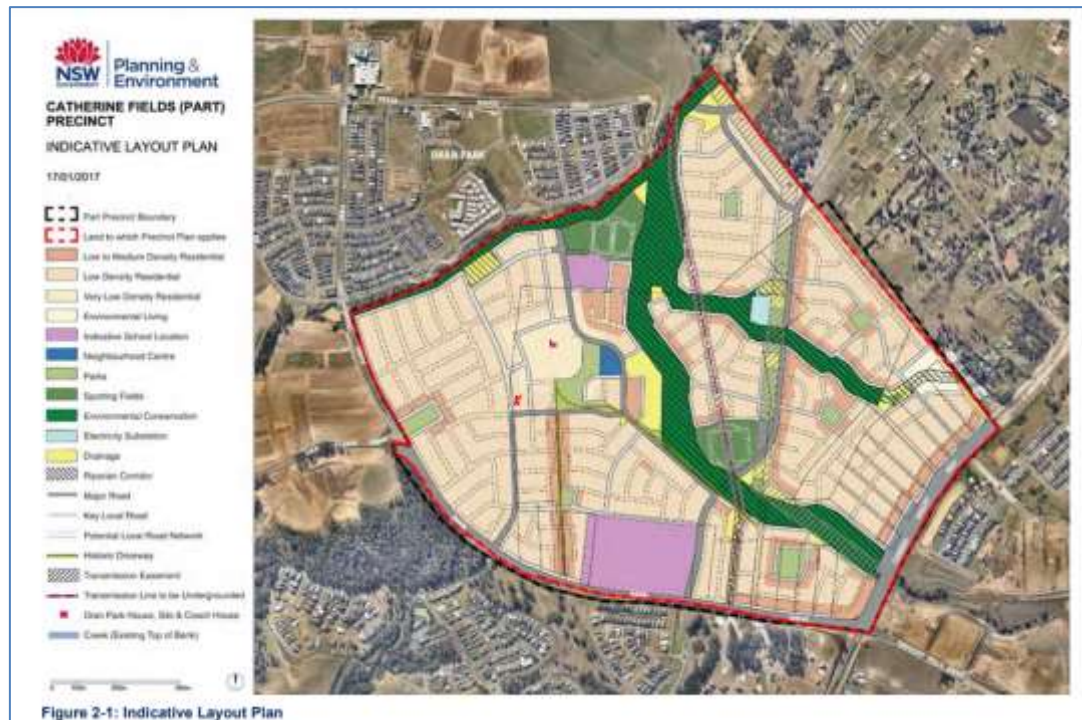 NSW
GOVERNMENT
Planning &
Environment
CATHERINE FIELDS (PART)
PRECINCT
INDICATIVE LAYOUT PLAN
17/01/2017
Part Precinct Boundary
Land to which Precinct Plan applies
Low to Medium Density Residential
Low Density Residential
Very Low Density Residential
Environmental Living
Indicative School Location
Neighbourhood Centre
Parks
Sporting Fields
Environmental Conservation
Electricity Substation
Drainage
Riparian Corridor
Major Road
Key Local Road
Potential Local Road Network
Historic Driveway
Transmission Easement
Transmission Line to be Undergrounded
Oran Park House, Silo & Coach House
Creek (Existing Top of Bank)
ORAN PARK
Figure 2-1: Indicative Layout Plan